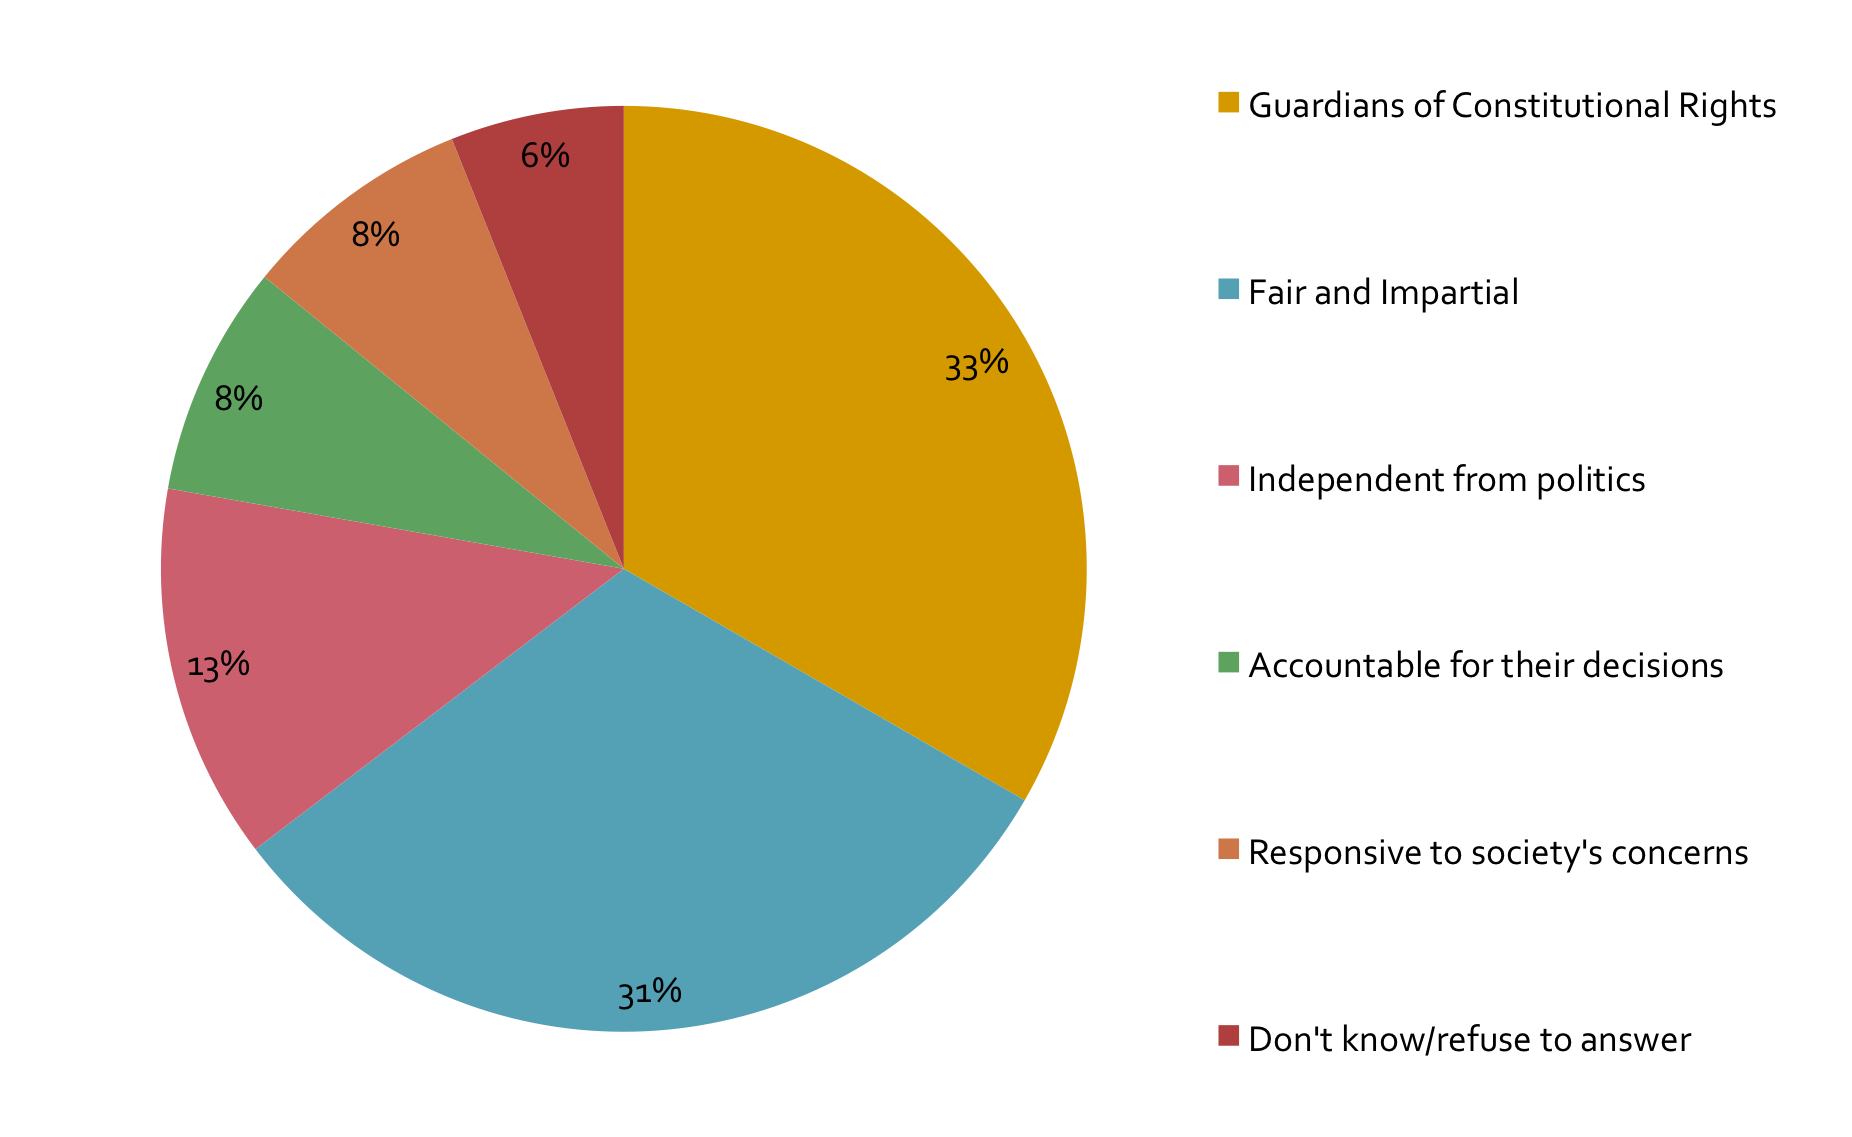 6%
8%
33%
8%
13%
31%
Guardians of Constitutional Rights
Fair and Impartial
Independent from politics
Accountable for their decisions
Responsive to society's concerns
Don't know/refuse to answer